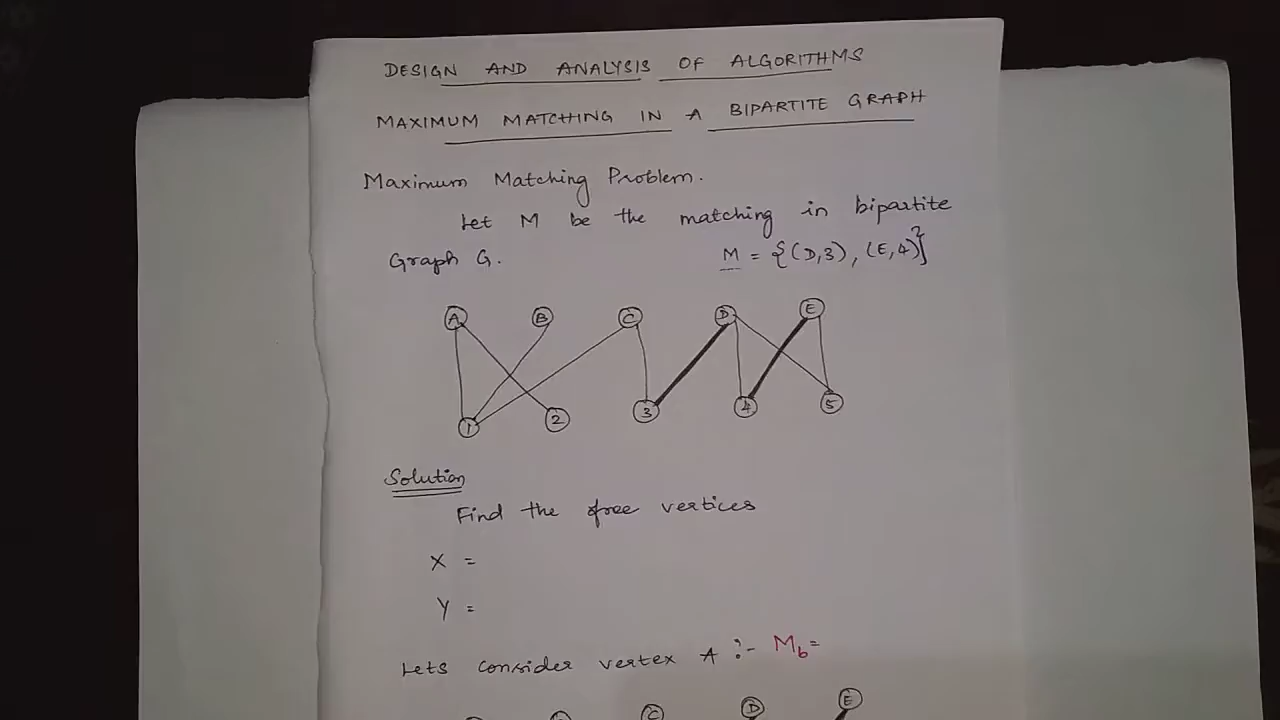 DESIGN AND ANALYSIS OF ALGORITHMS
MAXIMUM MATCHING IN A BIPARTITE GRAPH
Maximum Matching Problem.
Let M be the matching in bipartite
Graph G. M = {(D,3), (E,4)}
A B C D E
1 2 3 4 5
Solution
Find the free vertices
X =
Y =
Lets consider vertex A :- Mb=
C D E